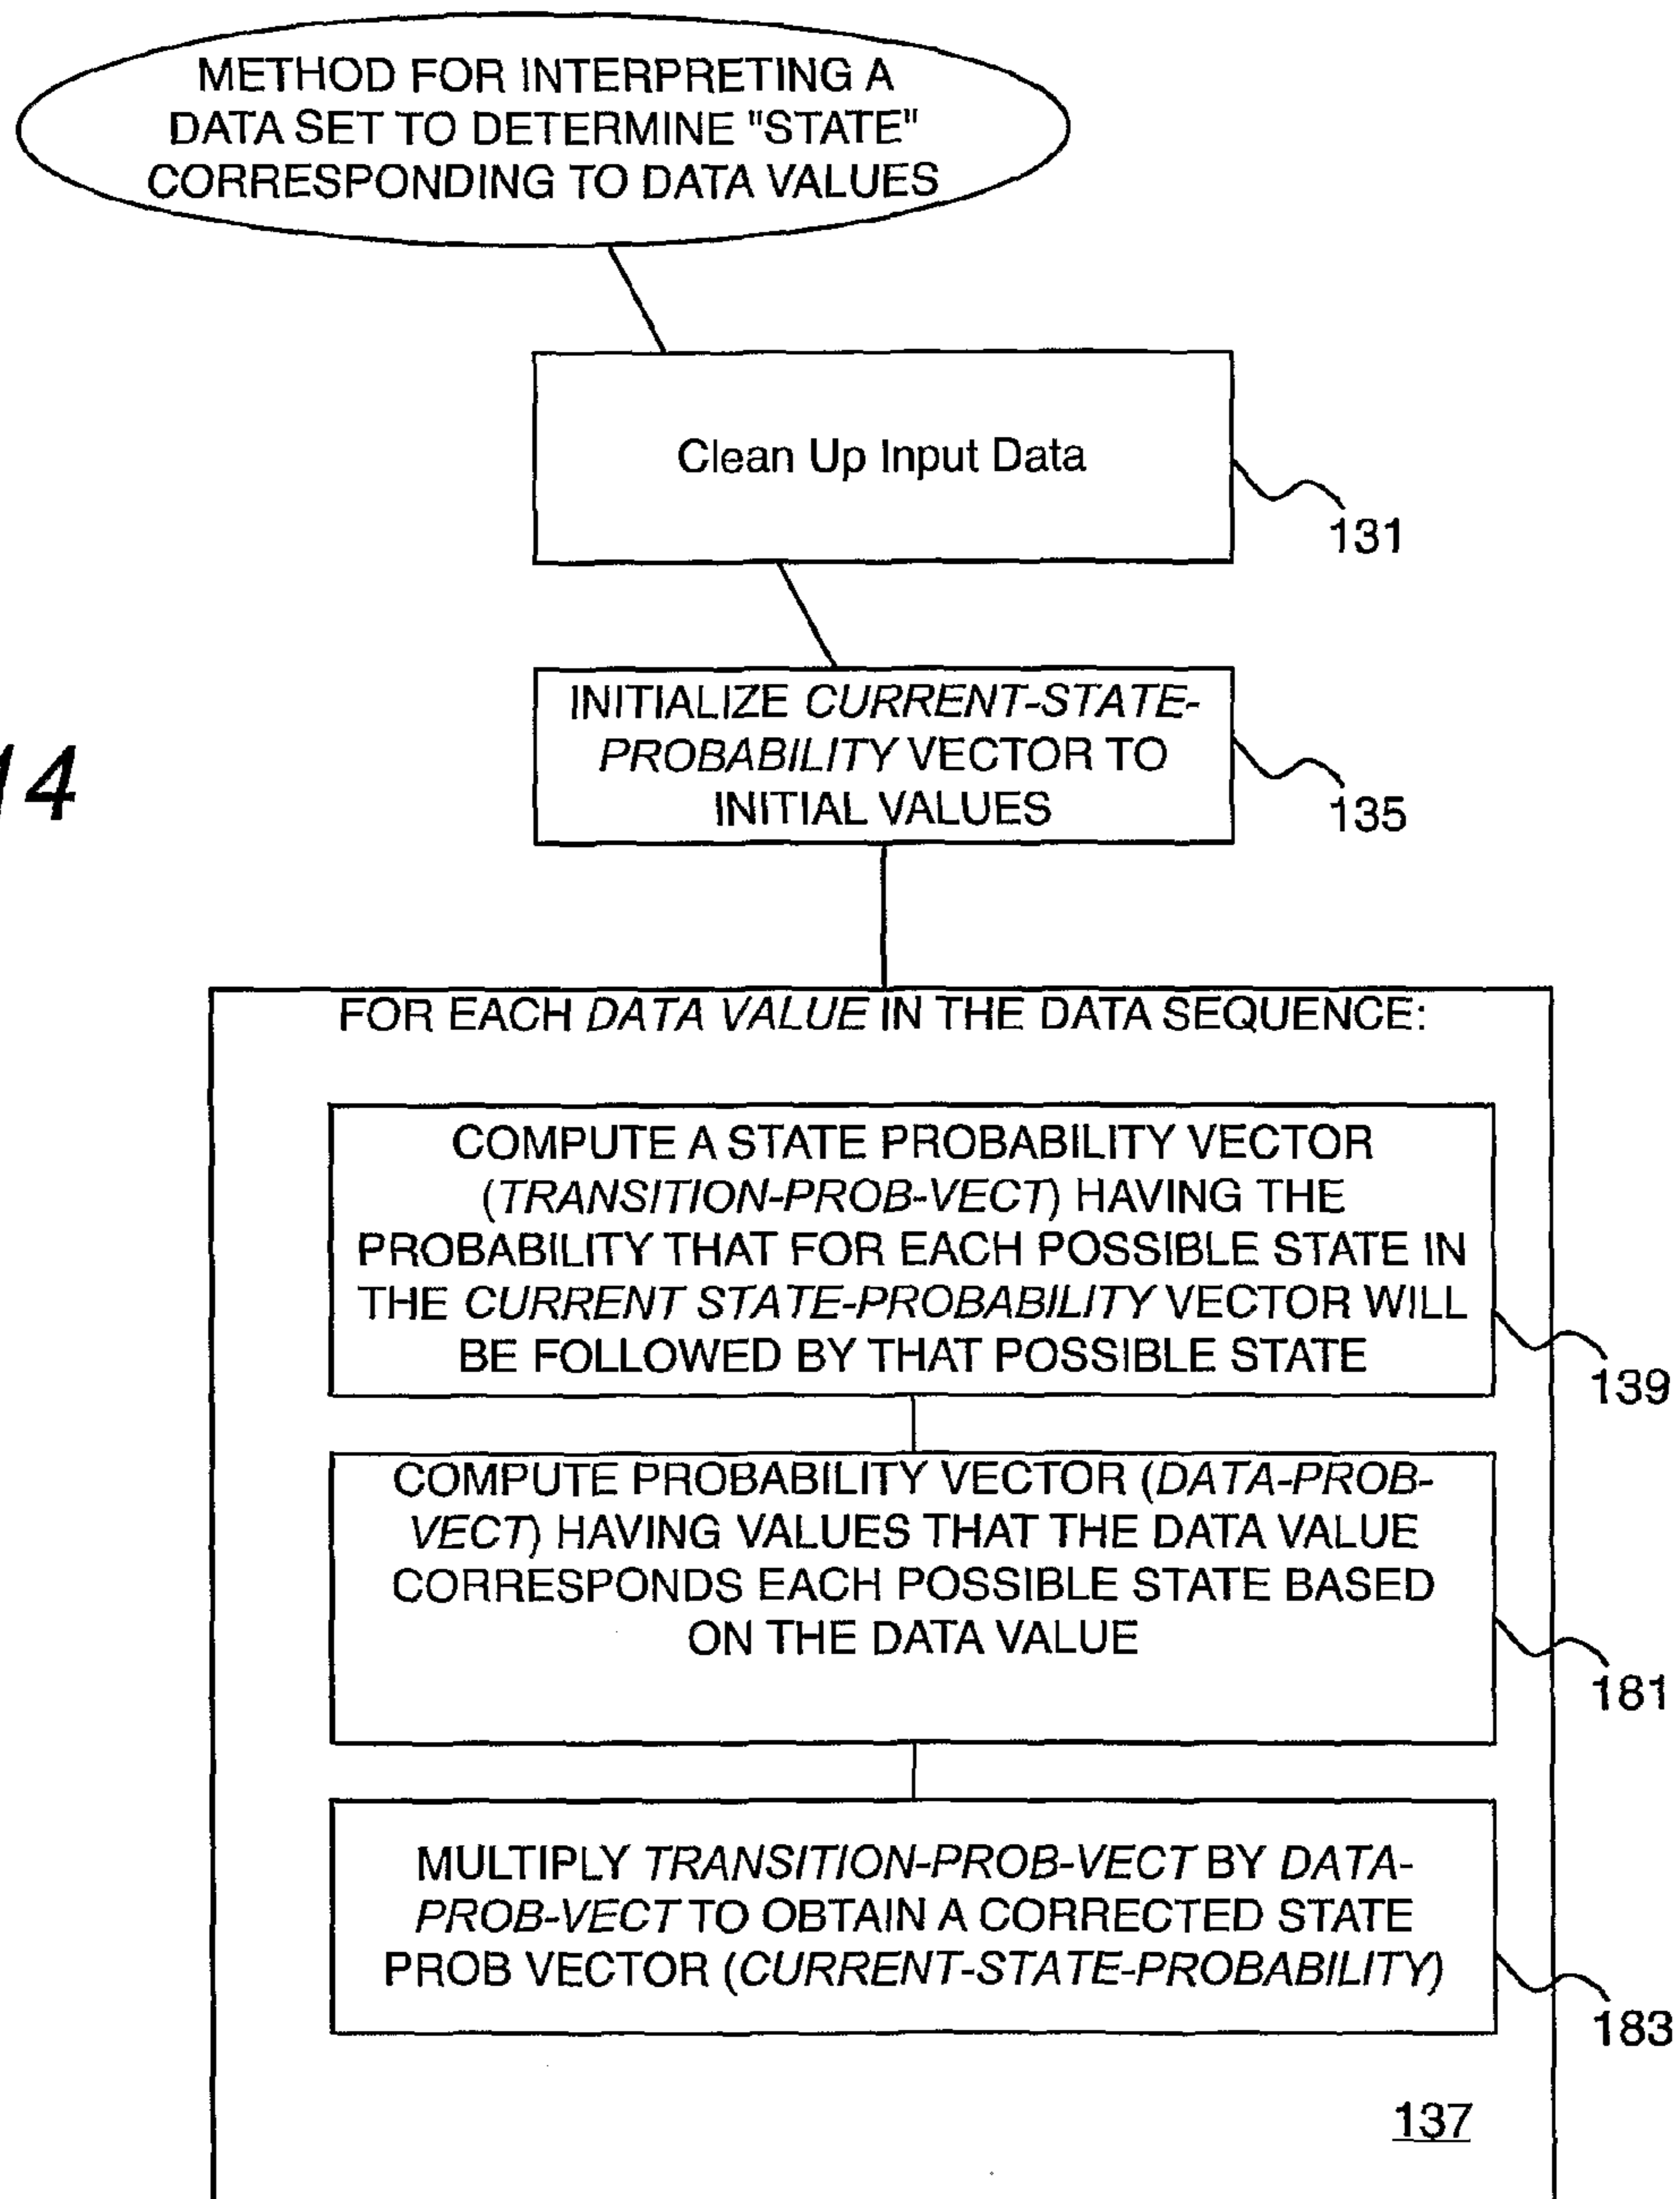 METHOD FOR INTERPRETING A
DATA SET TO DETERMINE "STATE"
CORRESPONDING TO DATA VALUES
Clean Up Input Data
131
INITIALIZE CURRENT-STATE-
PROBABILITY VECTOR TO
INITIAL VALUES
135
14
FOR EACH DATA VALUE IN THE DATA SEQUENCE:
COMPUTE A STATE PROBABILITY VECTOR
(TRANSITION-PROB-VECT) HAVING THE
PROBABILITY THAT FOR EACH POSSIBLE STATE IN
THE CURRENT STATE-PROBABILITY VECTOR WILL
BE FOLLOWED BY THAT POSSIBLE STATE
139
COMPUTE PROBABILITY VECTOR (DATA-PROB-
VECT) HAVING VALUES THAT THE DATA VALUE
CORRESPONDS EACH POSSIBLE STATE BASED
ON THE DATA VALUE
181
MULTIPLY TRANSITION-PROB-VECT BY DATA-
PROB-VECT TO OBTAIN A CORRECTED STATE
PROB VECTOR (CURRENT-STATE-PROBABILITY)
183
137